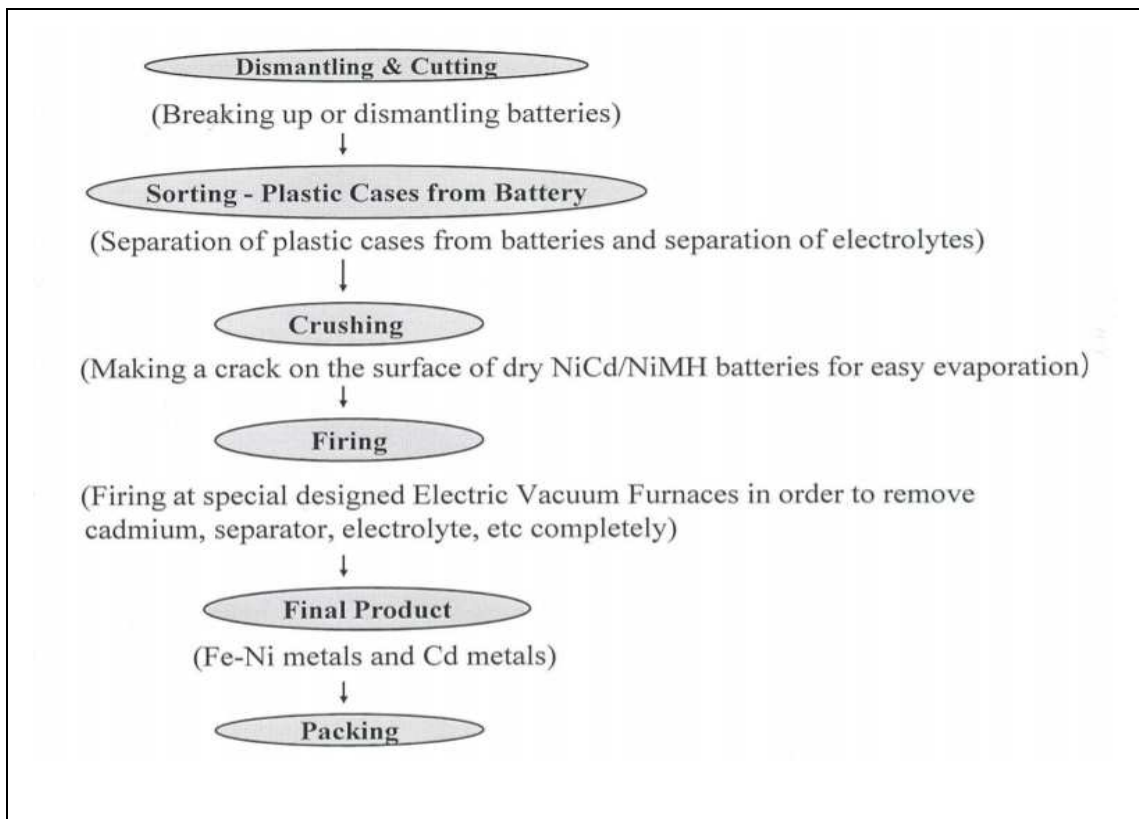 Dismantling & Cutting
(Breaking up or dismantling batteries)
Sorting - Plastic Cases from Battery
(Separation of plastic cases from batteries and separation of electrolytes)
Crushing
(Making a crack on the surface of dry NiCd/NiMH batteries for easy evaporation)
Firing
(Firing at special designed Electric Vacuum Furnaces in order to remove
cadmium, separator, electrolyte, etc completely)
Final Product
(Fe-Ni metals and Cd metals)
Packing